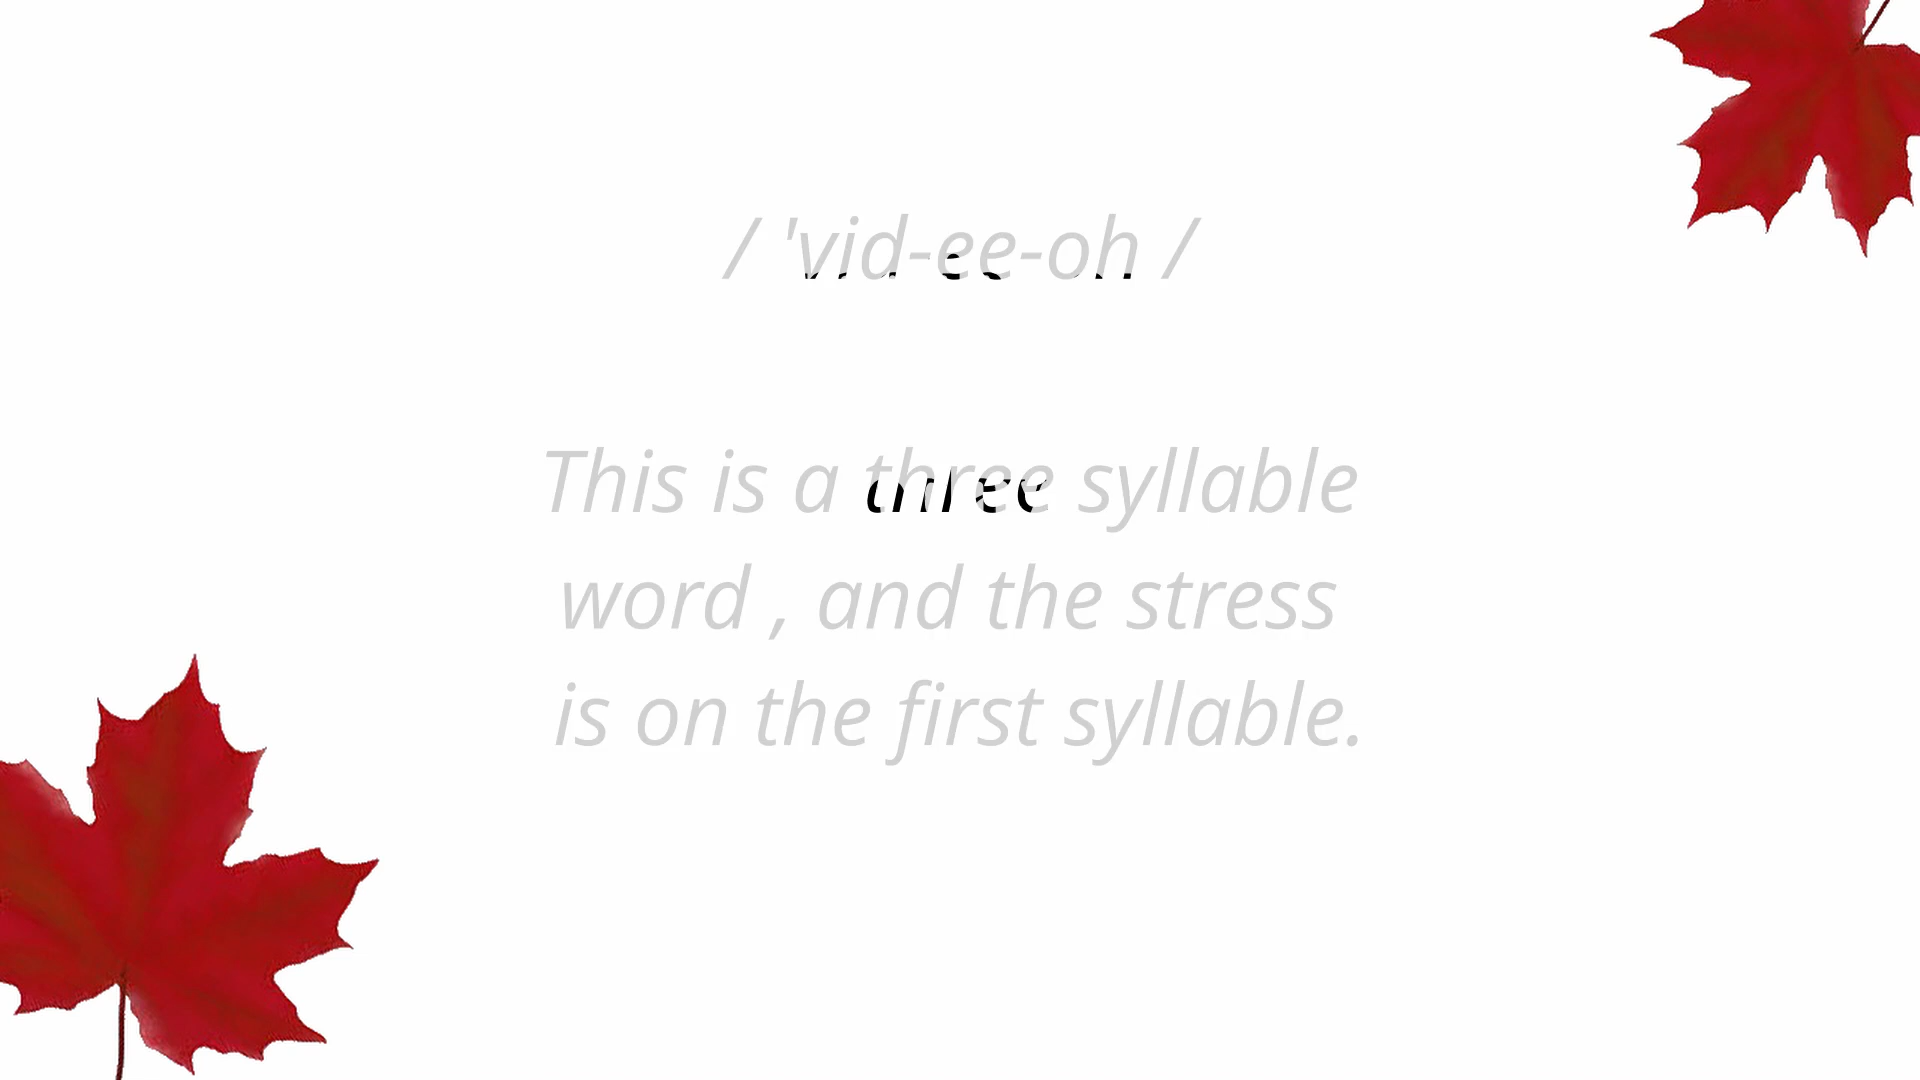 / 'vid-ee-oh /
This is a three syllable
word , and the stress
is on the first syllable.